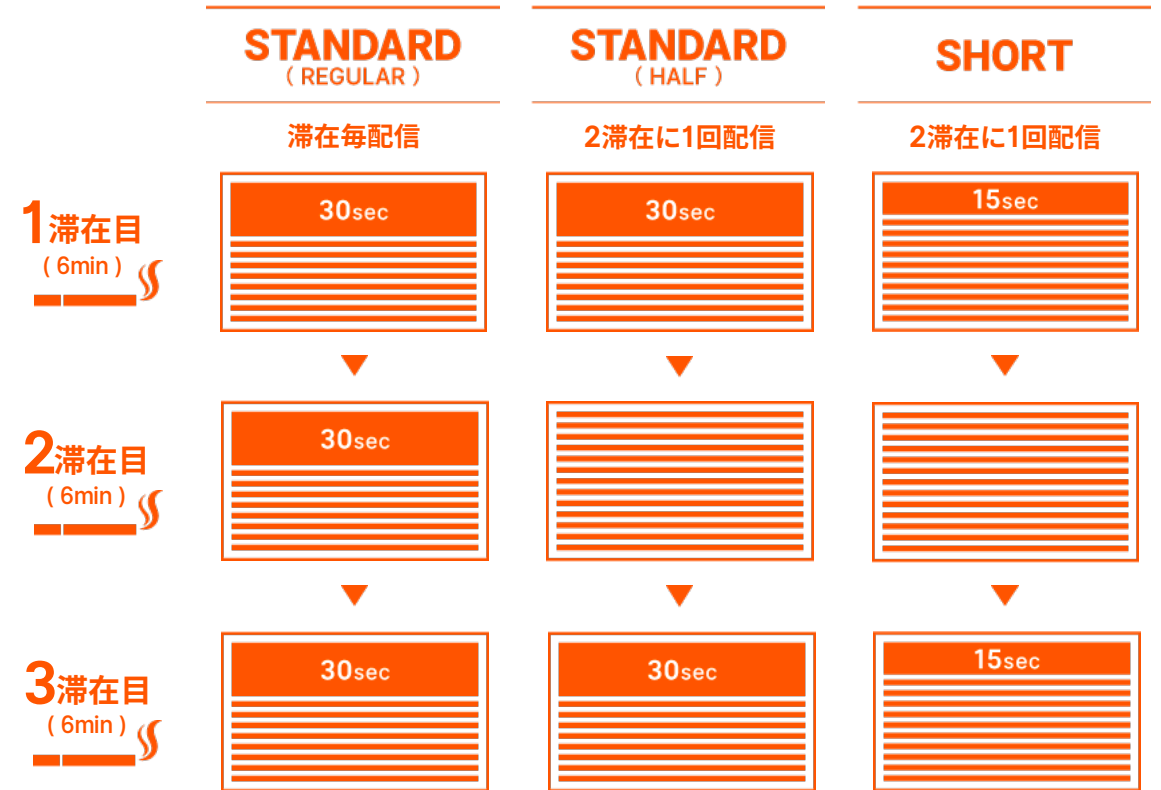 STANDARD
( REGULAR )
STANDARD
( HALF )
SHORT
滞在毎配信
2滞在に1回配信
2滞在に1回配信
1滞在目
( 6min )
30sec
30sec
15sec
2滞在目
( 6min )
30sec
3滞在目
( 6min )
30sec
30sec
15sec